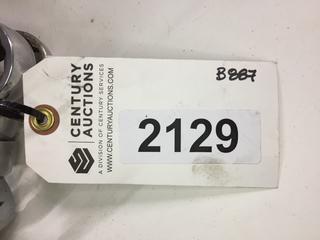 CENTURY
AUCTIONS
A DIVISION OF CENTURY SERVICES
WWW.CENTURYAUCTIONS.COM
B887
2129